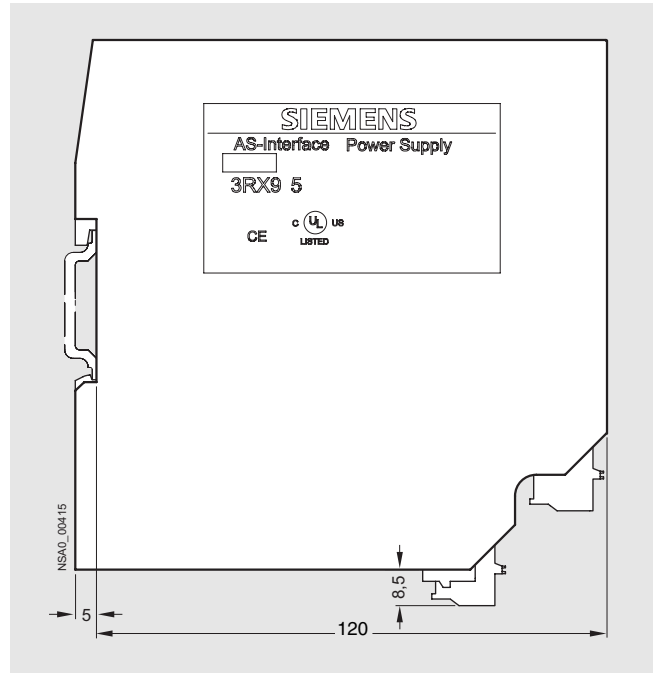 SIEMENS
AS-Interface Power Supply
3RX9 5
CE
C UL US
LISTED
NSA0_00415
5
8,5
120